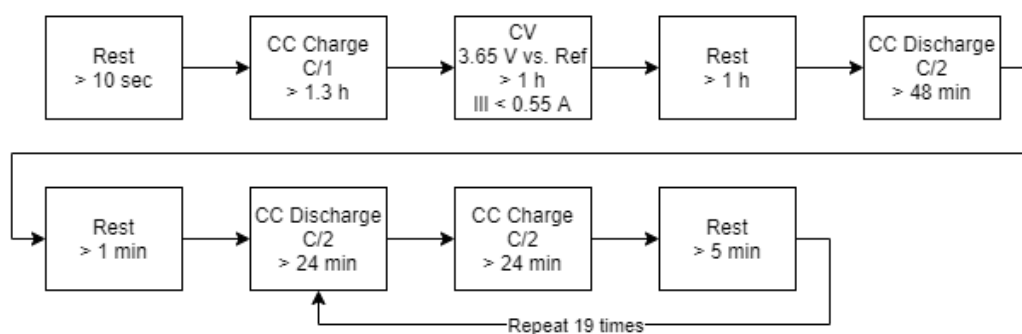 Rest
> 10 sec
CC Charge
C/1
> 1.3 h
CV
3.65 V vs. Ref
> 1 h
III < 0.55 A
Rest
> 1 h
CC Discharge
C/2
> 48 min
Rest
> 1 min
CC Discharge
C/2
> 24 min
CC Charge
C/2
> 24 min
Rest
> 5 min
Repeat 19 times